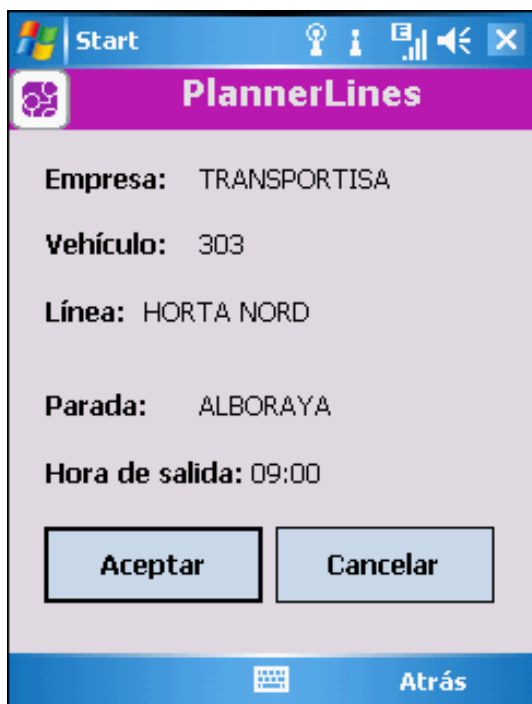 Start
E
PlannerLines
Empresa: TRANSPORTISA
Vehículo: 303
Línea: HORTA NORD
Parada: ALBORAYA
Hora de salida: 09:00
Aceptar Cancelar
Atrás